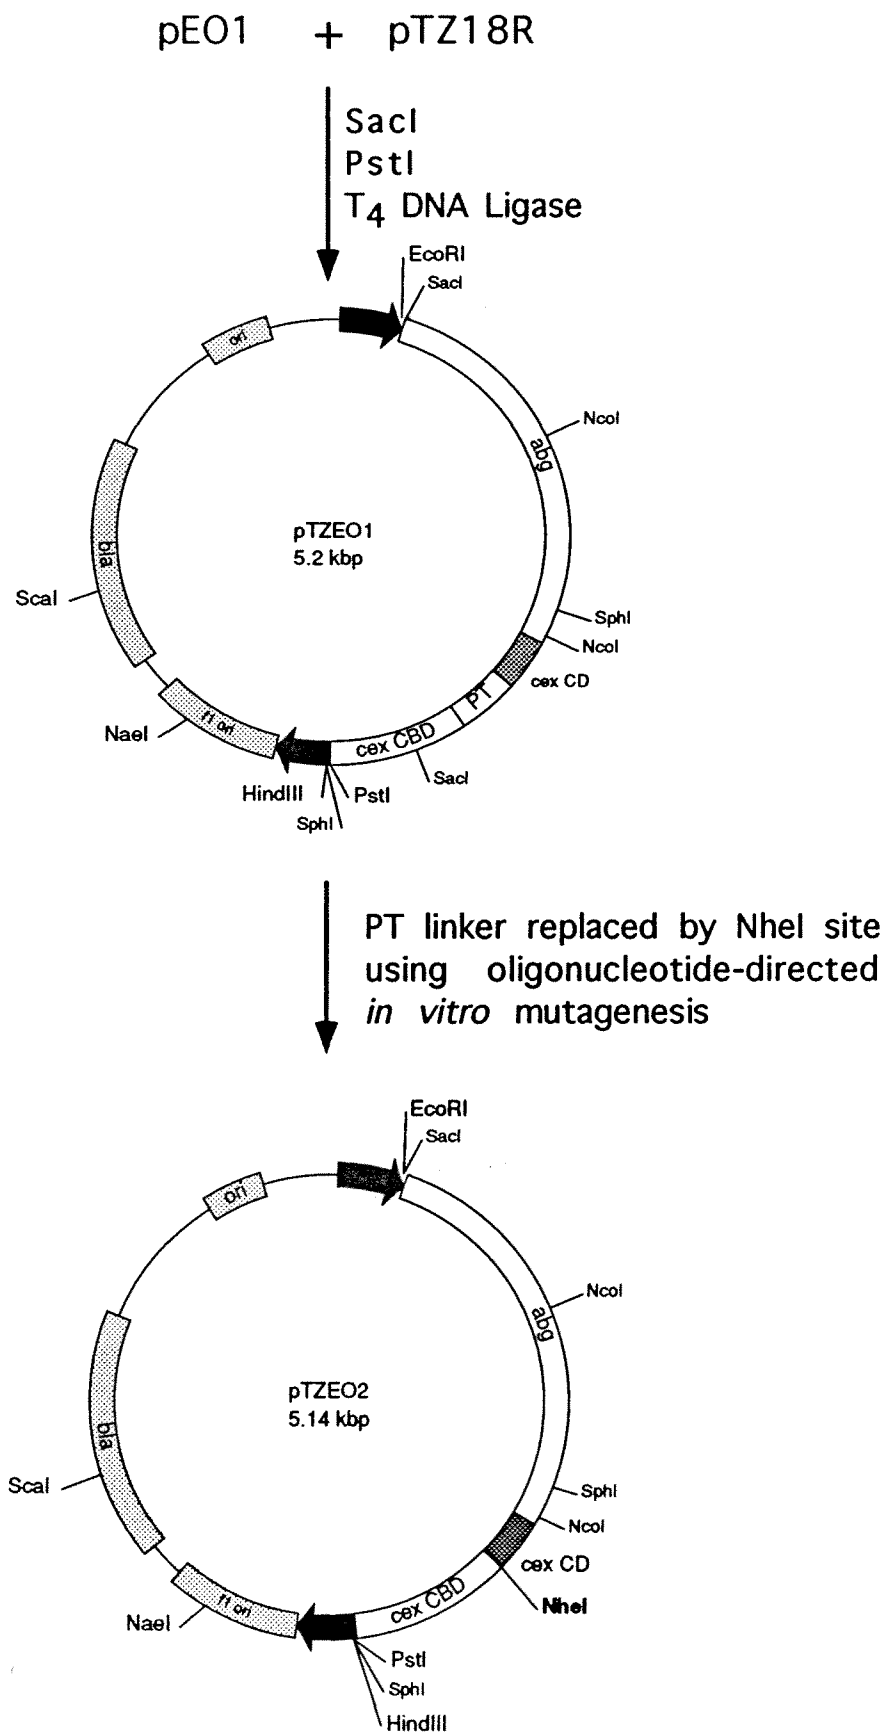 pEO1 + pTZ18R
SacI
PstI
T4 DNA Ligase
EcoRI
SacI
ori
NcoI
abg
pTZEO1
5.2 kbp
bla
ScaI
SphI
NcoI
cex CD
PT
cex CBD
f1 ori
NaeI
SacI
HindIII
PstI
SphI
PT linker replaced by NheI site
using oligonucleotide-directed
in vitro mutagenesis
EcoRI
SacI
ori
NcoI
abg
pTZEO2
5.14 kbp
bla
ScaI
SphI
NcoI
cex CD
NheI
cex CBD
f1 ori
NaeI
PstI
SphI
HindIII